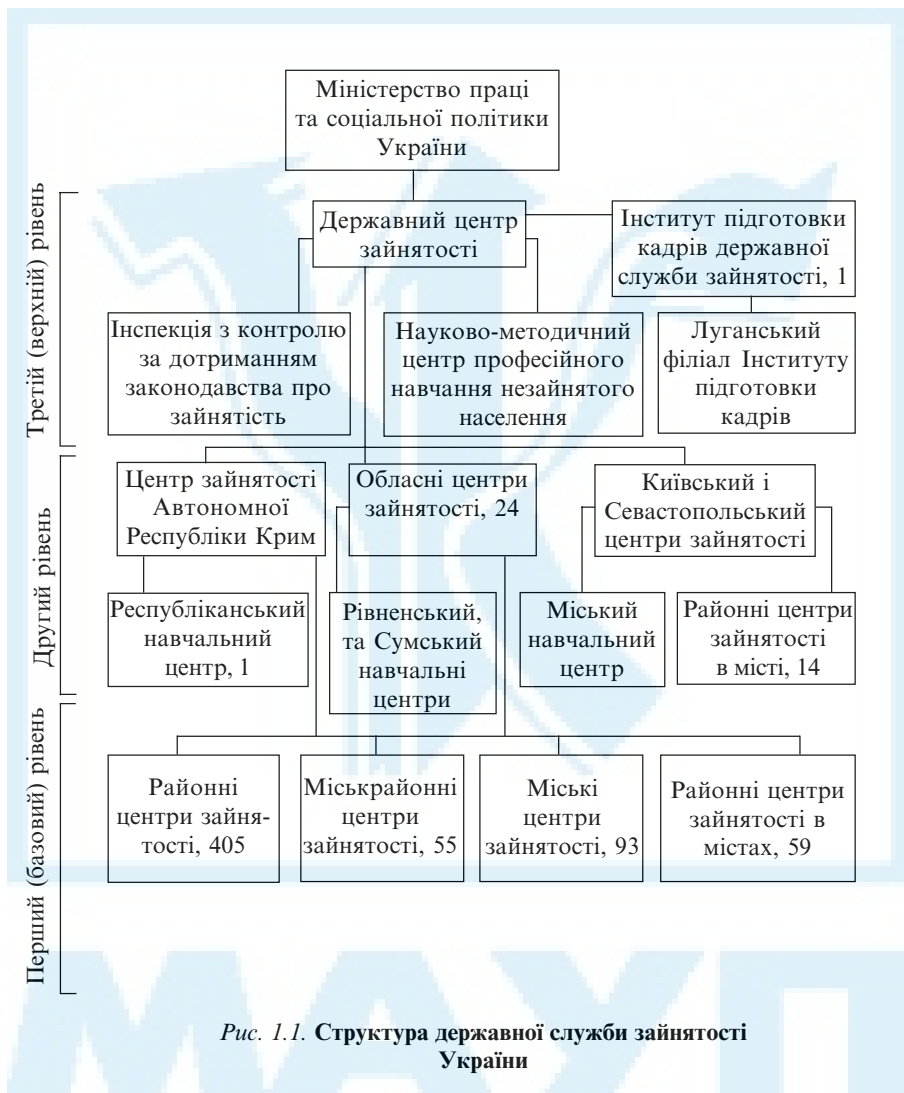 Міністерство праці
та соціальної політики
України
Третій (верхній) рівень
Державний центр
зайнятості
Інститут підготовки
кадрів державної
служби зайнятості, 1
Інспекція з контролю
за дотриманням
законодавства про
зайнятість
Науково-методичний
центр професійного
навчання незайнятого
населення
Луганський
філіал Інституту
підготовки
кадрів
Другий рівень
Центр зайнятості
Автономної
Республіки Крим
Обласні центри
зайнятості, 24
Київський і
Севастопольський
центри зайнятості
Республіканський
навчальний
центр, 1
Рівненський,
та Сумський
навчальні
центри
Міський
навчальний
центр
Районні центри
зайнятості
в місті, 14
Перший (базовий) рівень
Районні
центри зайня-
тості, 405
Міськрайонні
центри
зайнятості, 55
Міські
центри
зайнятості, 93
Районні центри
зайнятості в
містах, 59
Рис. 1.1. Структура державної служби зайнятості
України
МАУП